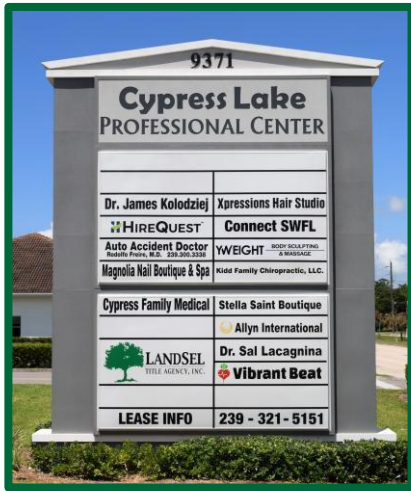 9371
Cypress Lake
PROFESSIONAL CENTER
Dr. James Kolodziej
Xpressions Hair Studio
HIREQUEST
Connect SWFL
Auto Accident Doctor
Rodolfo Freire, M.D. 239.300.3336
YWEIGHT BODY SCULPTING
& MASSAGE
Magnolia Nail Boutique & Spa
Kidd Family Chiropractic, LLC.
Cypress Family Medical
Stella Saint Boutique
Allyn International
LANDSEL
TITLE AGENCY, INC.
Dr. Sal Lacagnina
Vibrant Beat
LEASE INFO
239 - 321 - 5151